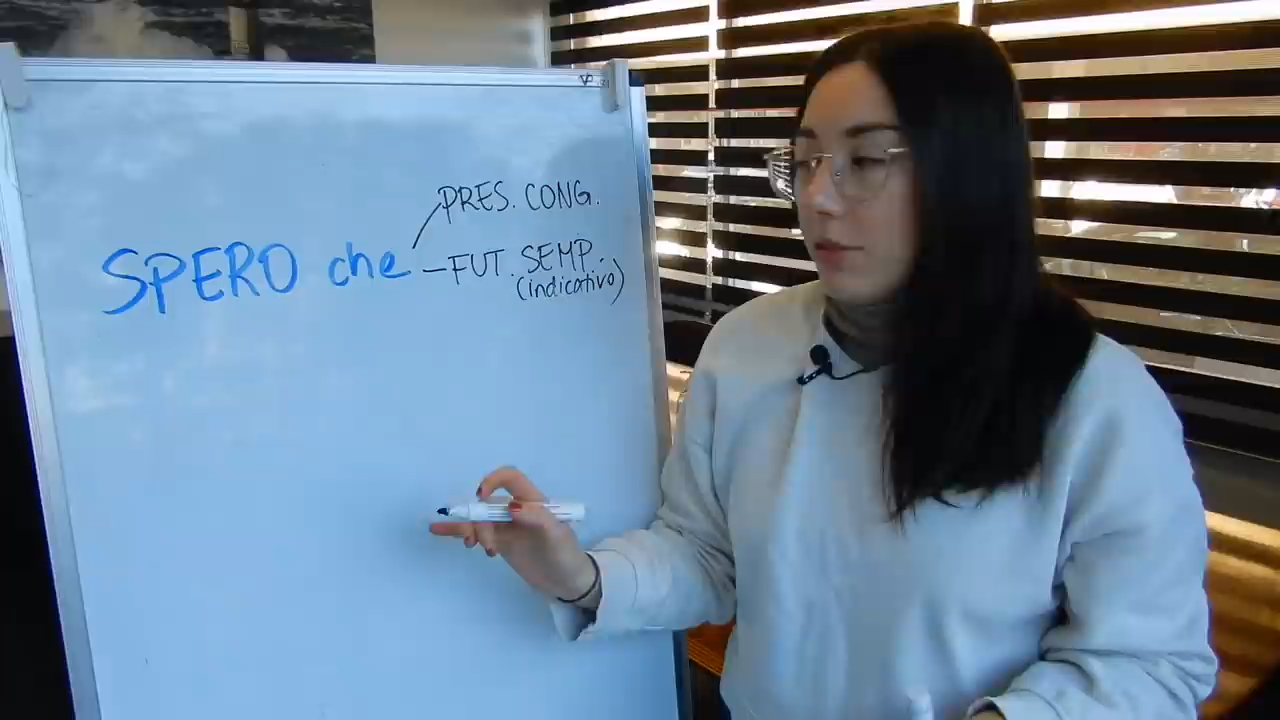 PRES. CONG.
SPERO che - FUT. SEMP.
(indicativo)